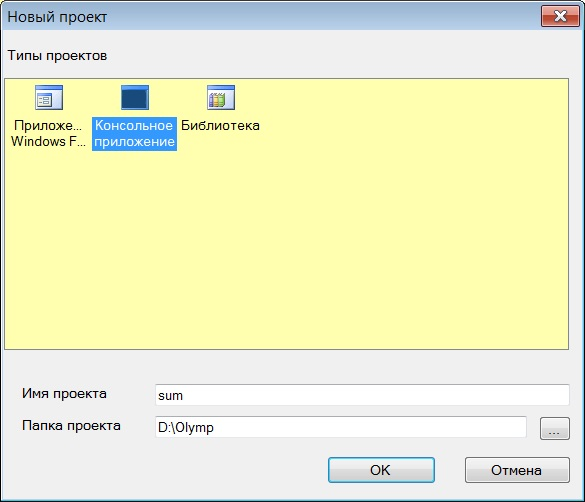 Новый проект
Типы проектов
Приложе... Консольное Библиотека
Windows F... приложение
Имя проекта sum
Папка проекта D:\Olymp ...
OK Отмена